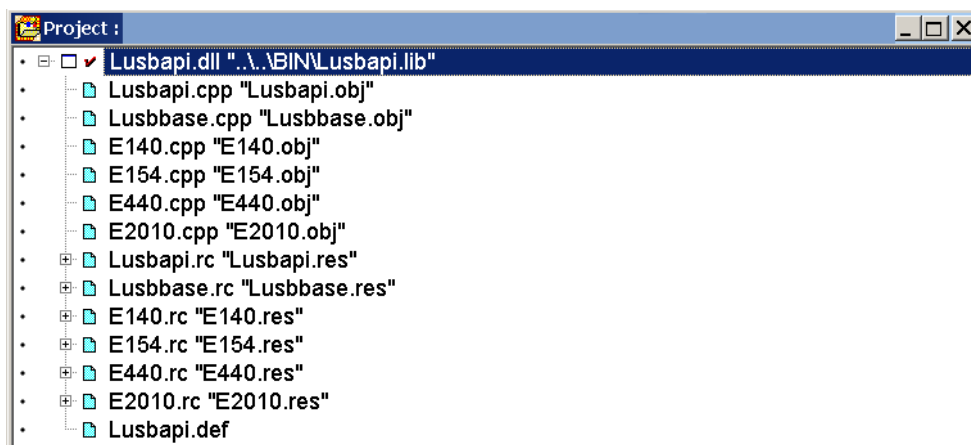 Project :
Lusbapi.dll "..\..\BIN\Lusbapi.lib"
Lusbapi.cpp "Lusbapi.obj"
Lusbbase.cpp "Lusbbase.obj"
E140.cpp "E140.obj"
E154.cpp "E154.obj"
E440.cpp "E440.obj"
E2010.cpp "E2010.obj"
Lusbapi.rc "Lusbapi.res"
Lusbbase.rc "Lusbbase.res"
E140.rc "E140.res"
E154.rc "E154.res"
E440.rc "E440.res"
E2010.rc "E2010.res"
Lusbapi.def